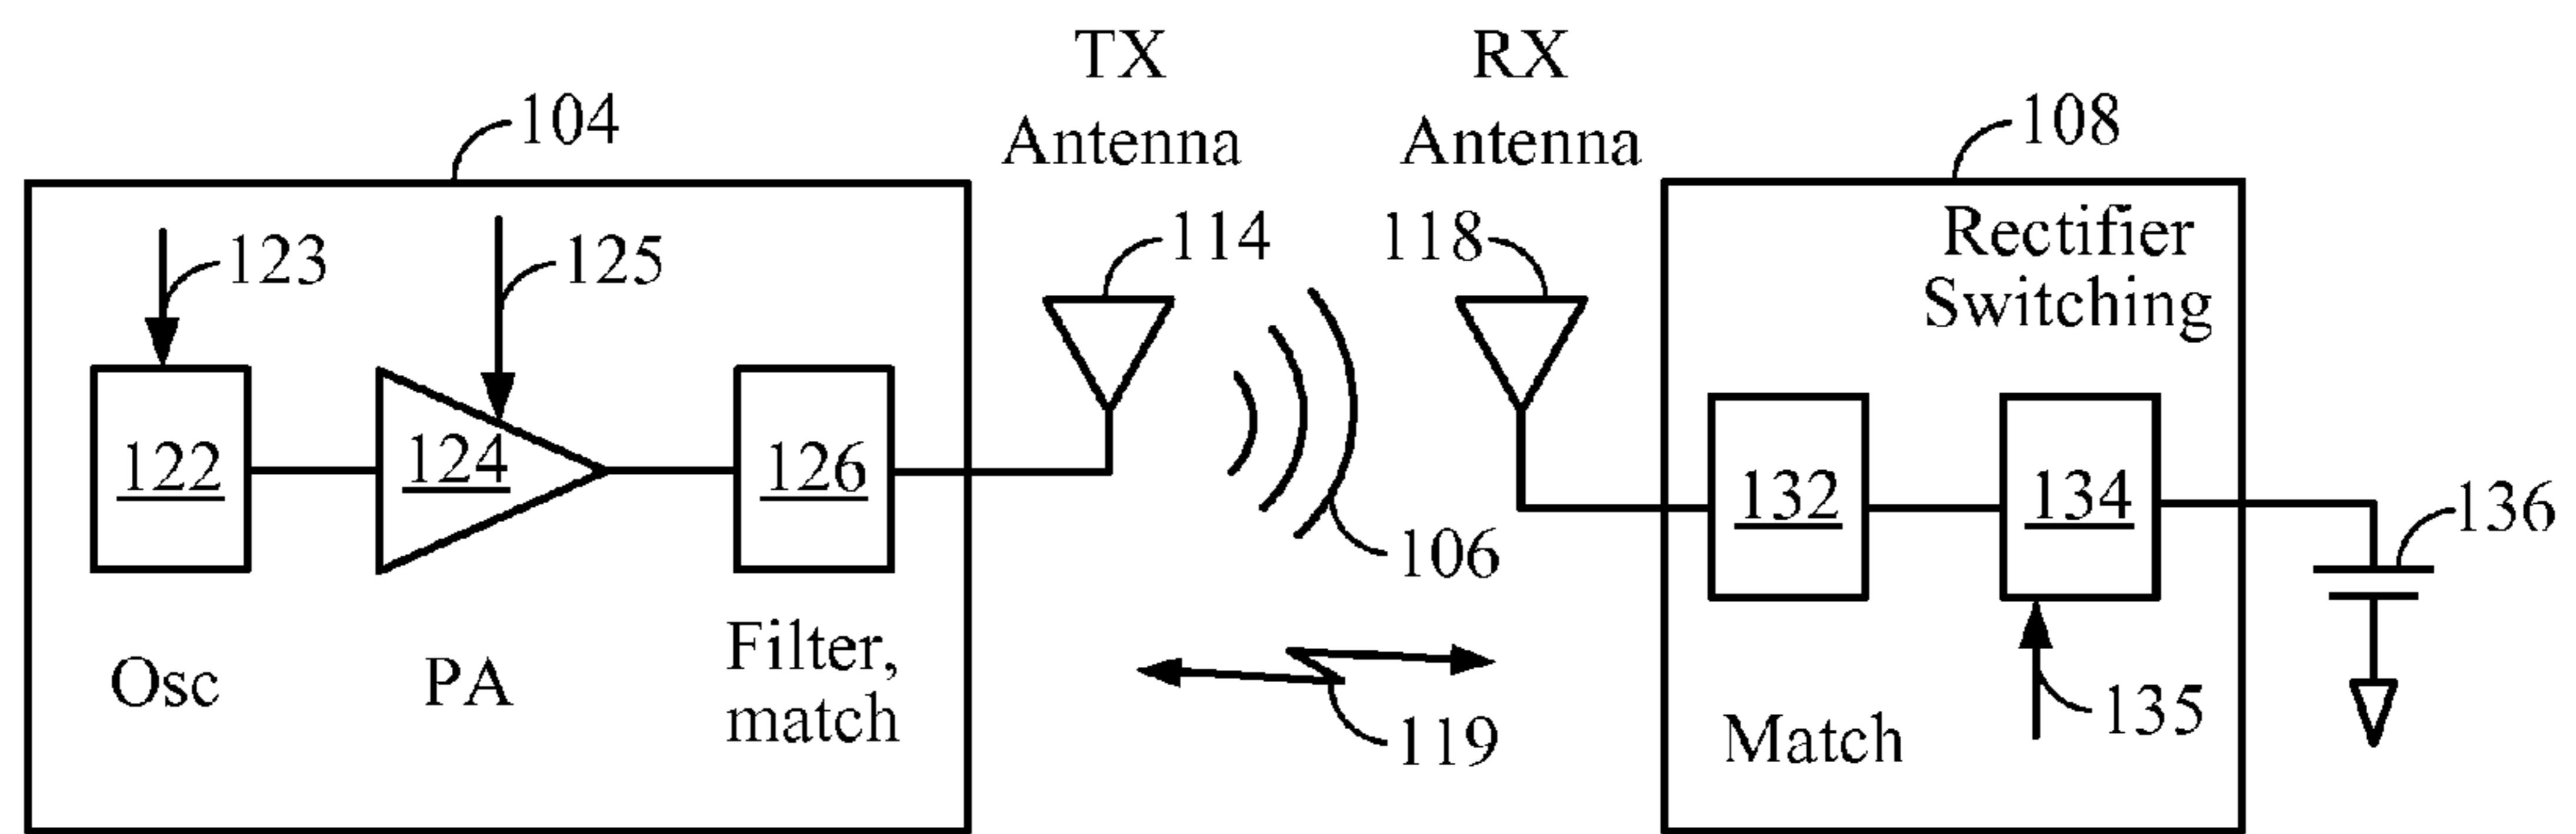 TX
Antenna
RX
Antenna
104
108
114
118
123
125
Rectifier
Switching
122
124
126
132
134
136
106
Osc
PA
Filter,
match
119
Match
135